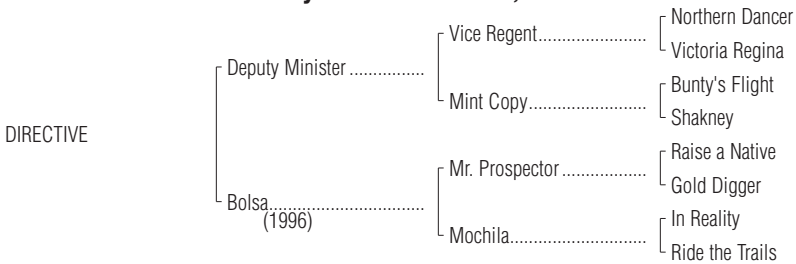 Northern Dancer
Vice Regent
Victoria Regina
Deputy Minister
Bunty's Flight
Mint Copy
Shakney
DIRECTIVE
Raise a Native
Mr. Prospector
Gold Digger
Bolsa
(1996)
In Reality
Mochila
Ride the Trails